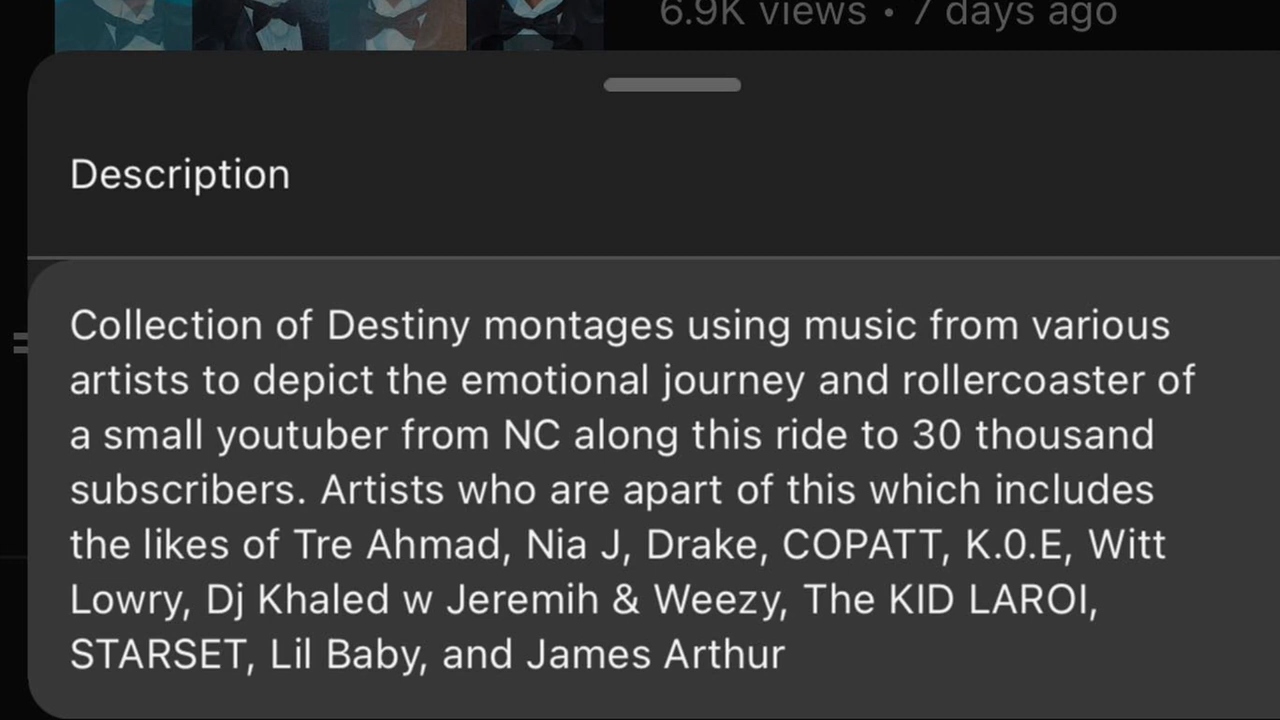 6.9K views • 7 days ago
Description
Collection of Destiny montages using music from various
artists to depict the emotional journey and rollercoaster of
a small youtuber from NC along this ride to 30 thousand
subscribers. Artists who are apart of this which includes
the likes of Tre Ahmad, Nia J, Drake, COPATT, K.0.E, Witt
Lowry, Dj Khaled w Jeremih & Weezy, The KID LAROI,
STARSET, Lil Baby, and James Arthur